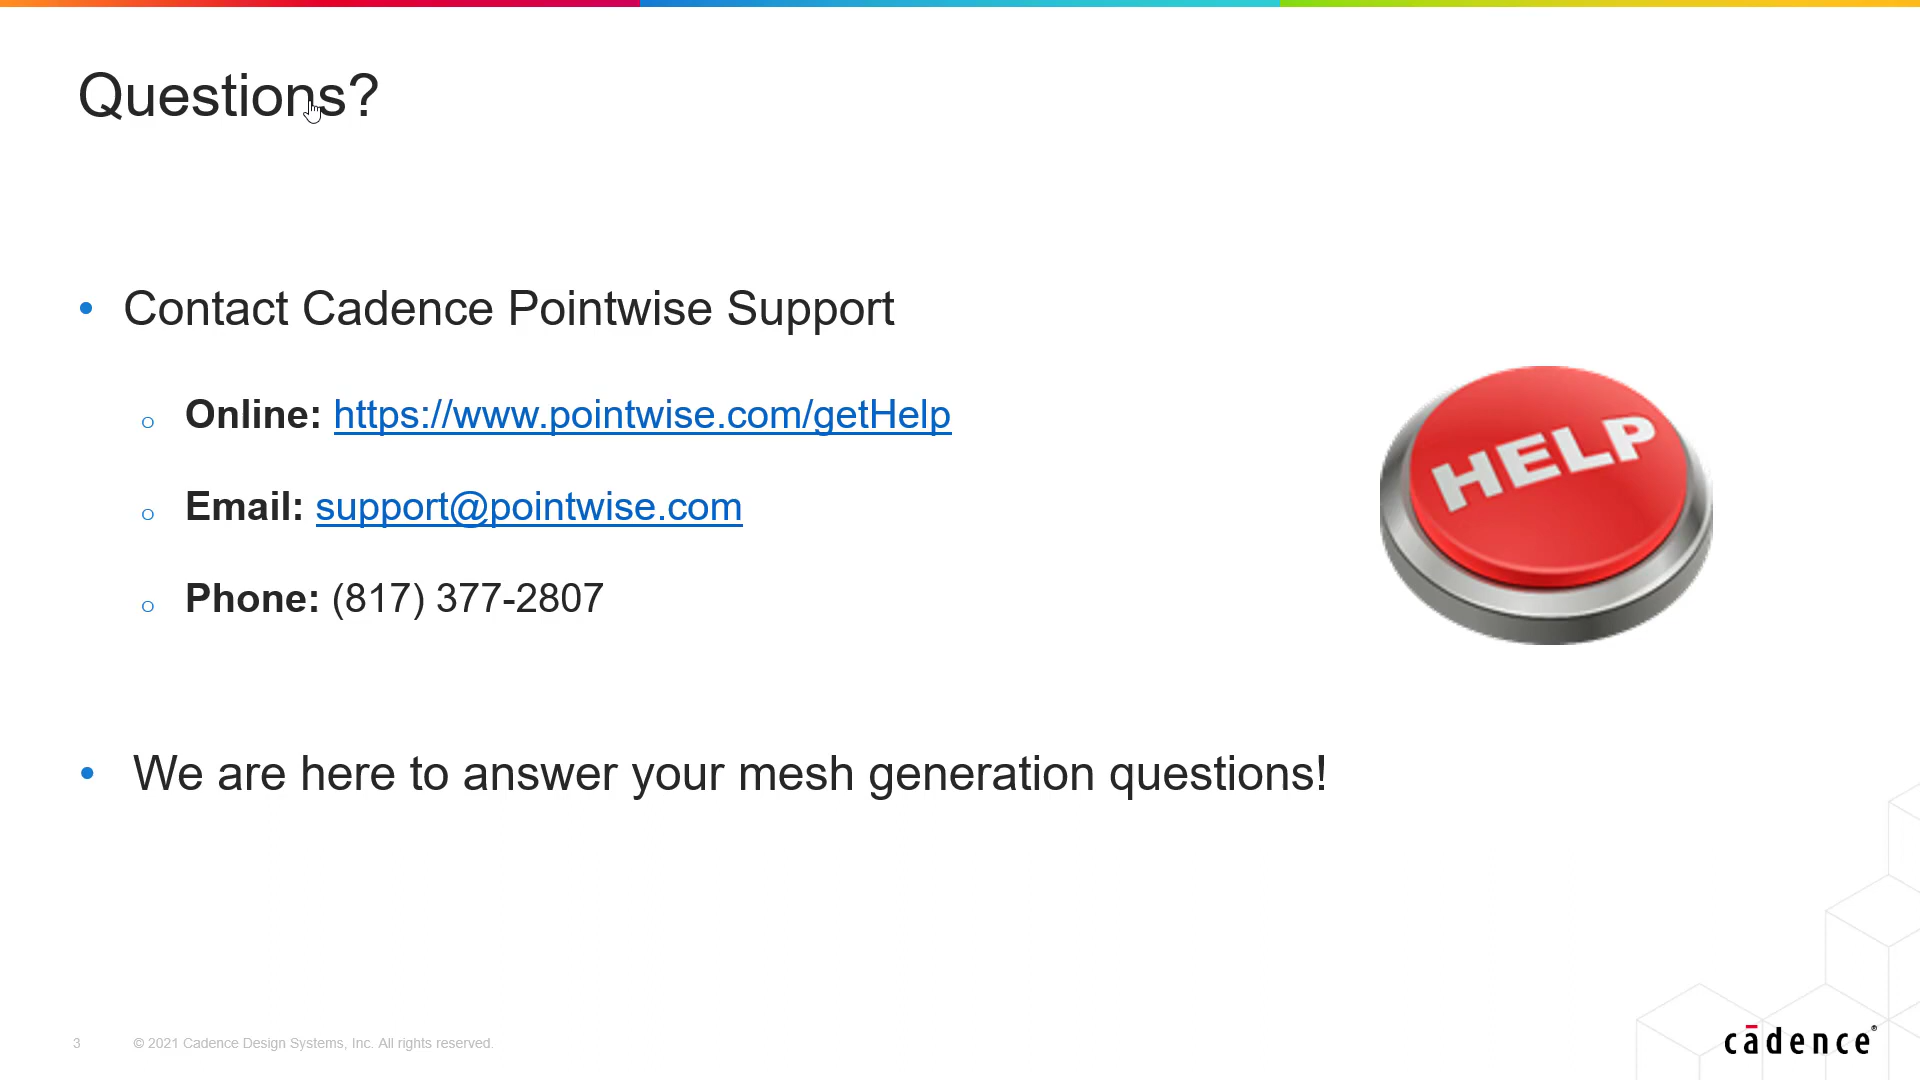 Questions?
• Contact Cadence Pointwise Support
o Online: https://www.pointwise.com/getHelp
o Email: support@pointwise.com
o Phone: (817) 377-2807
HELP
• We are here to answer your mesh generation questions!
3 © 2021 Cadence Design Systems, Inc. All rights reserved.
cādence®